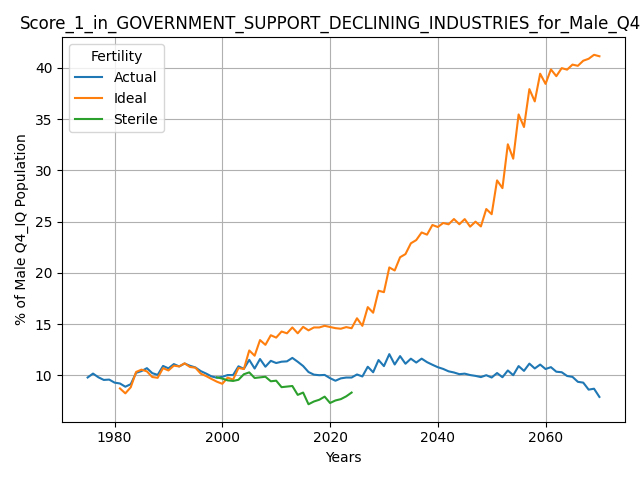 Score_1_in_GOVERNMENT_SUPPORT_DECLINING_INDUSTRIES_for_Male_Q4
Fertility
Actual
Ideal
Sterile
40
35
30
25
20
15
10
% of Male Q4_IQ Population
1980 2000 2020 2040 2060
Years